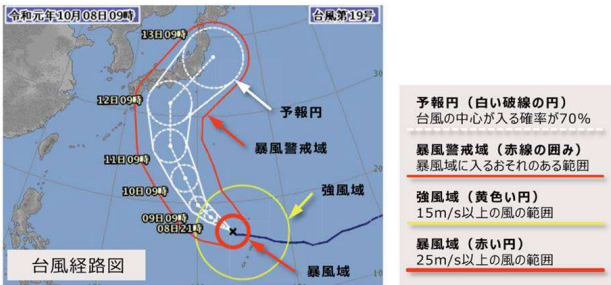 令和元年10月08日09時
台風第19号
13日09時
12日09時
11日09時
10日09時
09日09時
08日21時
予報円
暴風警戒域
強風域
暴風域
台風経路図
30
20
10
予報円（白い破線の円）
台風の中心が入る確率が70%
暴風警戒域（赤線の囲み）
暴風域に入るおそれのある範囲
強風域（黄色い円）
15m/s以上の風の範囲
暴風域（赤い円）
25m/s以上の風の範囲